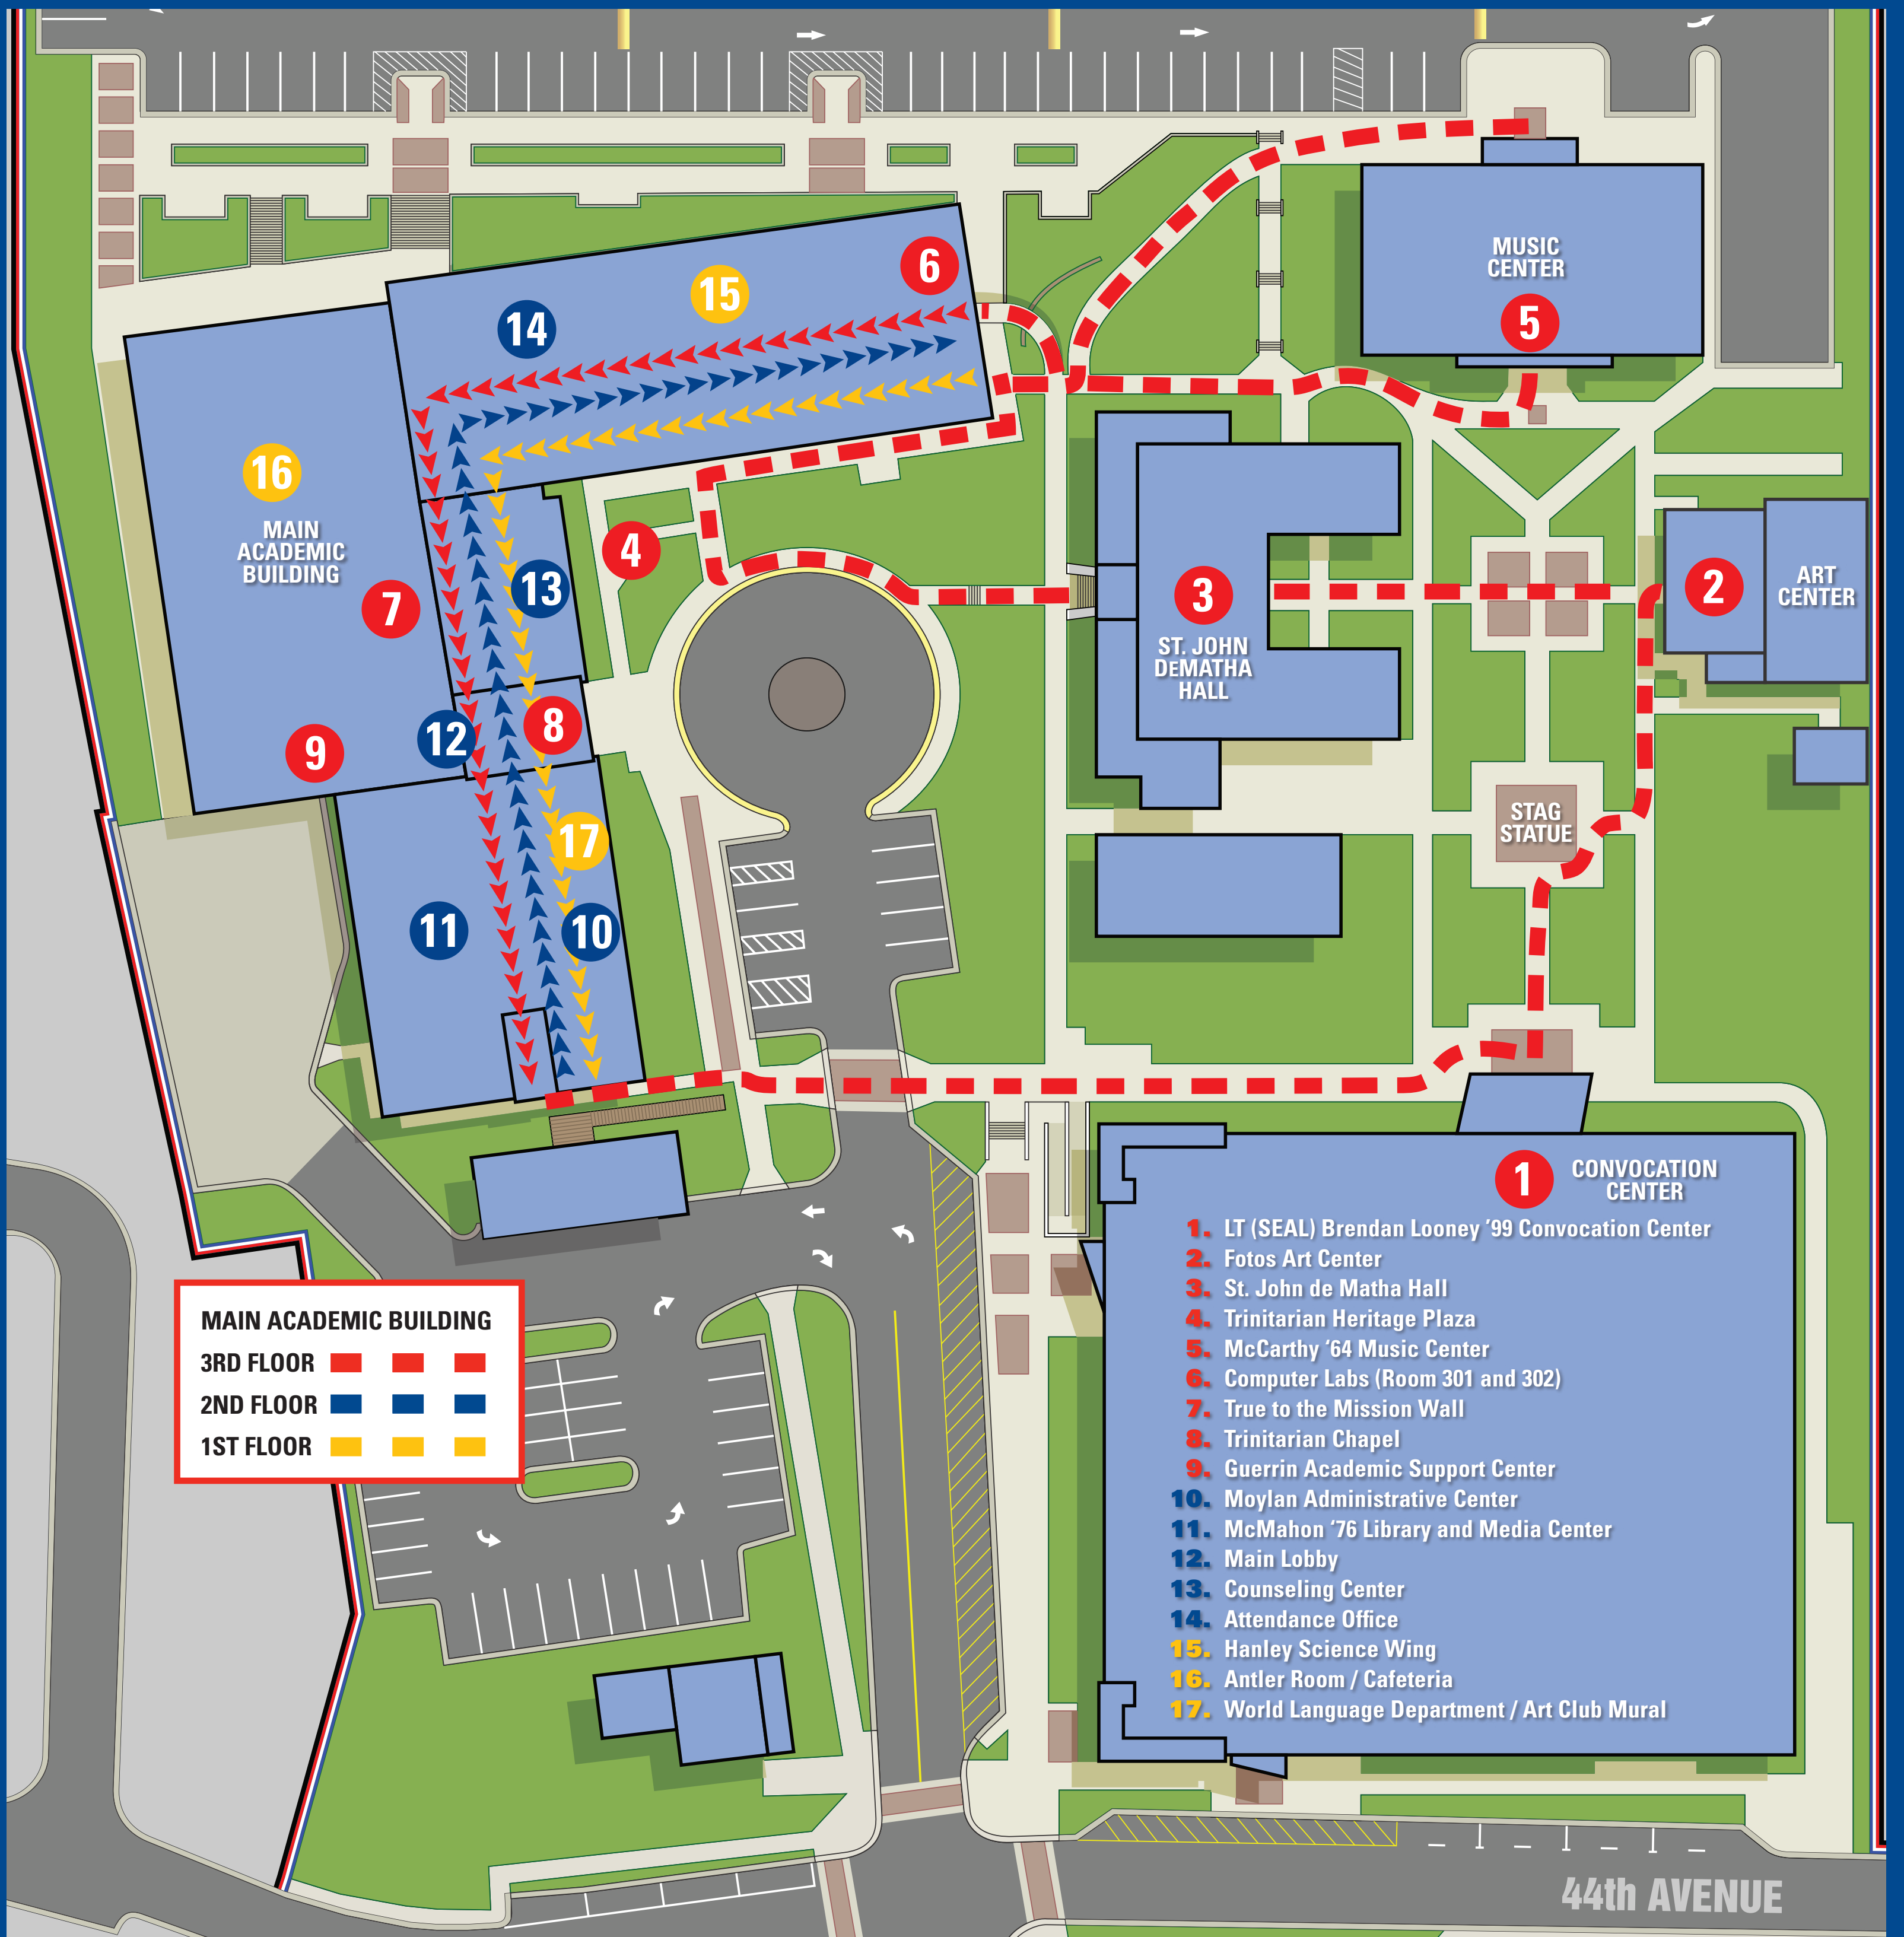 6
15
14
MUSIC
CENTER
5
16
MAIN
ACADEMIC
BUILDING
4
13
7
3
ST. JOHN
DEMATHA
HALL
2
ART
CENTER
12
8
9
STAG
STATUE
17
11
10
1
CONVOCATION
CENTER
1. LT (SEAL) Brendan Looney ’99 Convocation Center
2. Fotos Art Center
3. St. John de Matha Hall
4. Trinitarian Heritage Plaza
5. McCarthy ‘64 Music Center
6. Computer Labs (Room 301 and 302)
7. True to the Mission Wall
8. Trinitarian Chapel
9. Guerrin Academic Support Center
10. Moylan Administrative Center
11. McMahon ‘76 Library and Media Center
12. Main Lobby
13. Counseling Center
14. Attendance Office
15. Hanley Science Wing
16. Antler Room / Cafeteria
17. World Language Department / Art Club Mural
MAIN ACADEMIC BUILDING
3RD FLOOR
2ND FLOOR
1ST FLOOR
44th AVENUE